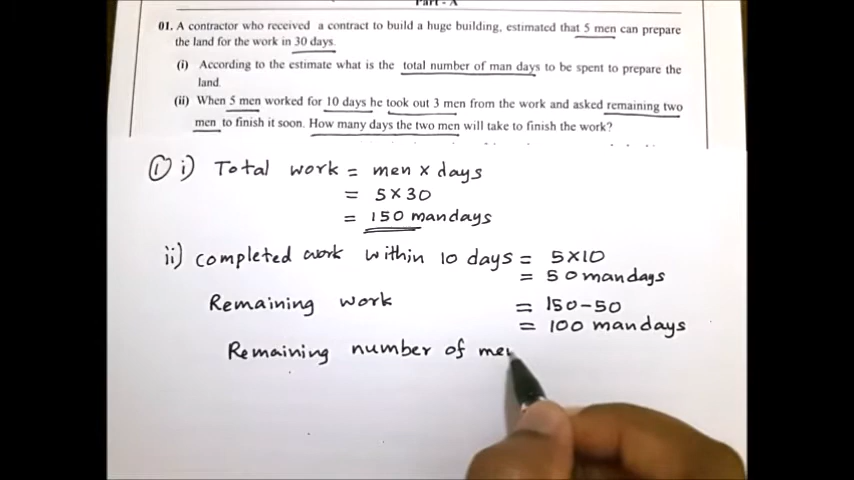 Part - A
01. A contractor who received a contract to build a huge building, estimated that 5 men can prepare
the land for the work in 30 days.
(i) According to the estimate what is the total number of man days to be spent to prepare the
land.
(ii) When 5 men worked for 10 days he took out 3 men from the work and asked remaining two
men to finish it soon. How many days the two men will take to finish the work?
① i) Total work = men × days
= 5 × 30
= 150 mandays
ii) completed work within 10 days = 5×10
= 50 mandays
Remaining work = 150-50
= 100 mandays
Remaining number of men